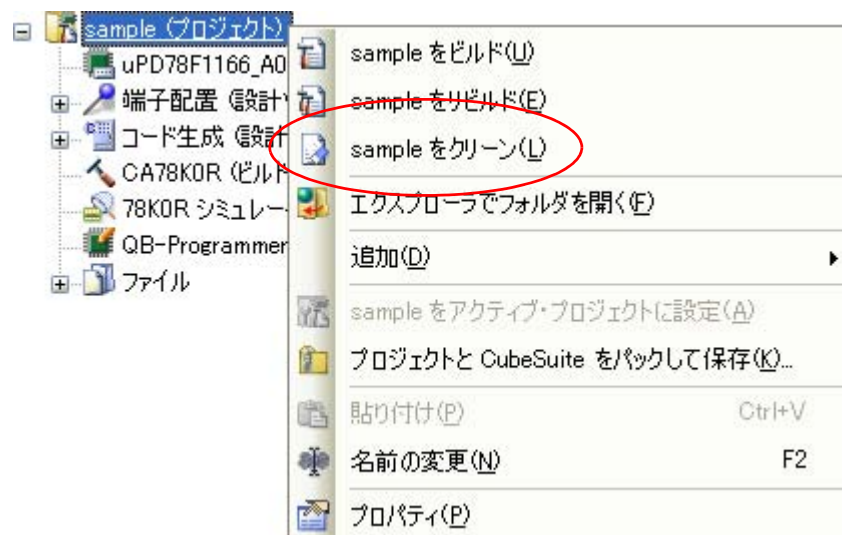 sample (プロジェクト)
uPD78F1166_A0
端子配置 (設計
コード生成 (設計
CA78K0R (ビルド
78K0R シミュレー
QB-Programmer
ファイル
sample をビルド(U)
sample をリビルド(E)
sample をクリーン(L)
エクスプローラでフォルダを開く(F)
追加(D)
sample をアクティブ・プロジェクトに設定(A)
プロジェクトと CubeSuite をパックして保存(K)...
貼り付け(P) Ctrl+V
名前の変更(N) F2
プロパティ(P)